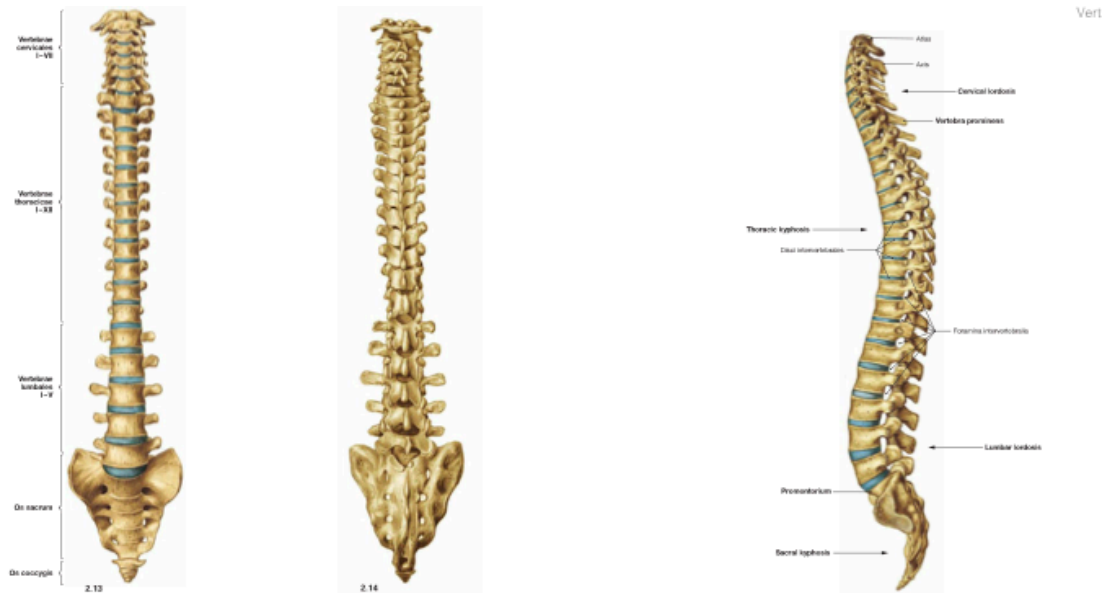 Vert
Vertebrae
cervicales
I–VII
Vertebrae
thoracicae
I–XII
Vertebrae
lumbales
I–V
Os sacrum
Os coccygis
2.13
2.14
Atlas
Axis
Cervical lordosis
Vertebra prominens
Thoracic kyphosis
Disci intervertebrales
Foramina intervertebralia
Lumbar lordosis
Promontorium
Sacral kyphosis